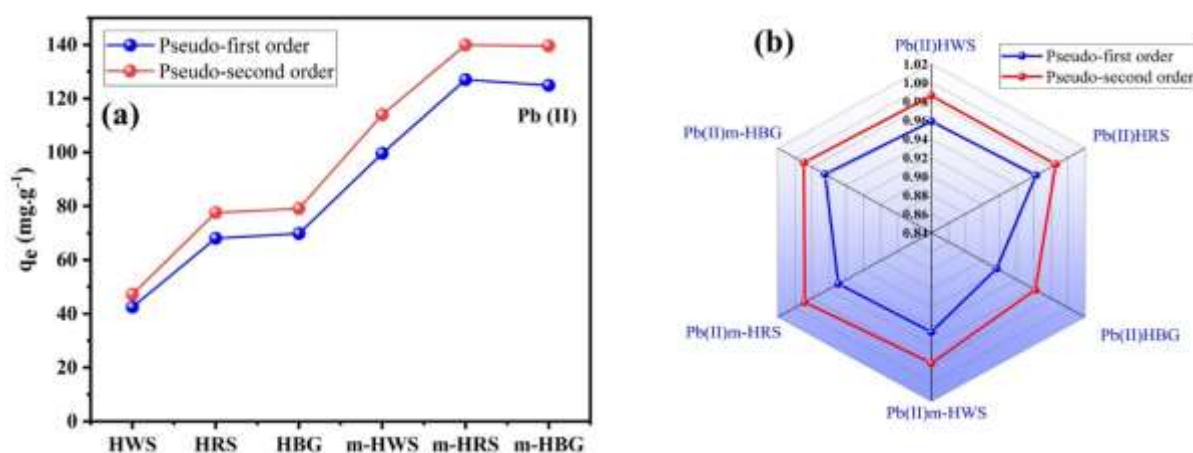 Pseudo-first order
Pseudo-second order
(a)
Pb (II)
qe (mg.g-1)
140
120
100
80
60
40
20
0
HWS HRS HBG m-HWS m-HRS m-HBG
(b)
Pseudo-first order
Pseudo-second order
Pb(II)HWS
Pb(II)HRS
Pb(II)HBG
Pb(II)m-HWS
Pb(II)m-HRS
Pb(II)m-HBG
1.02
1.00
0.98
0.96
0.94
0.92
0.90
0.88
0.86
0.84